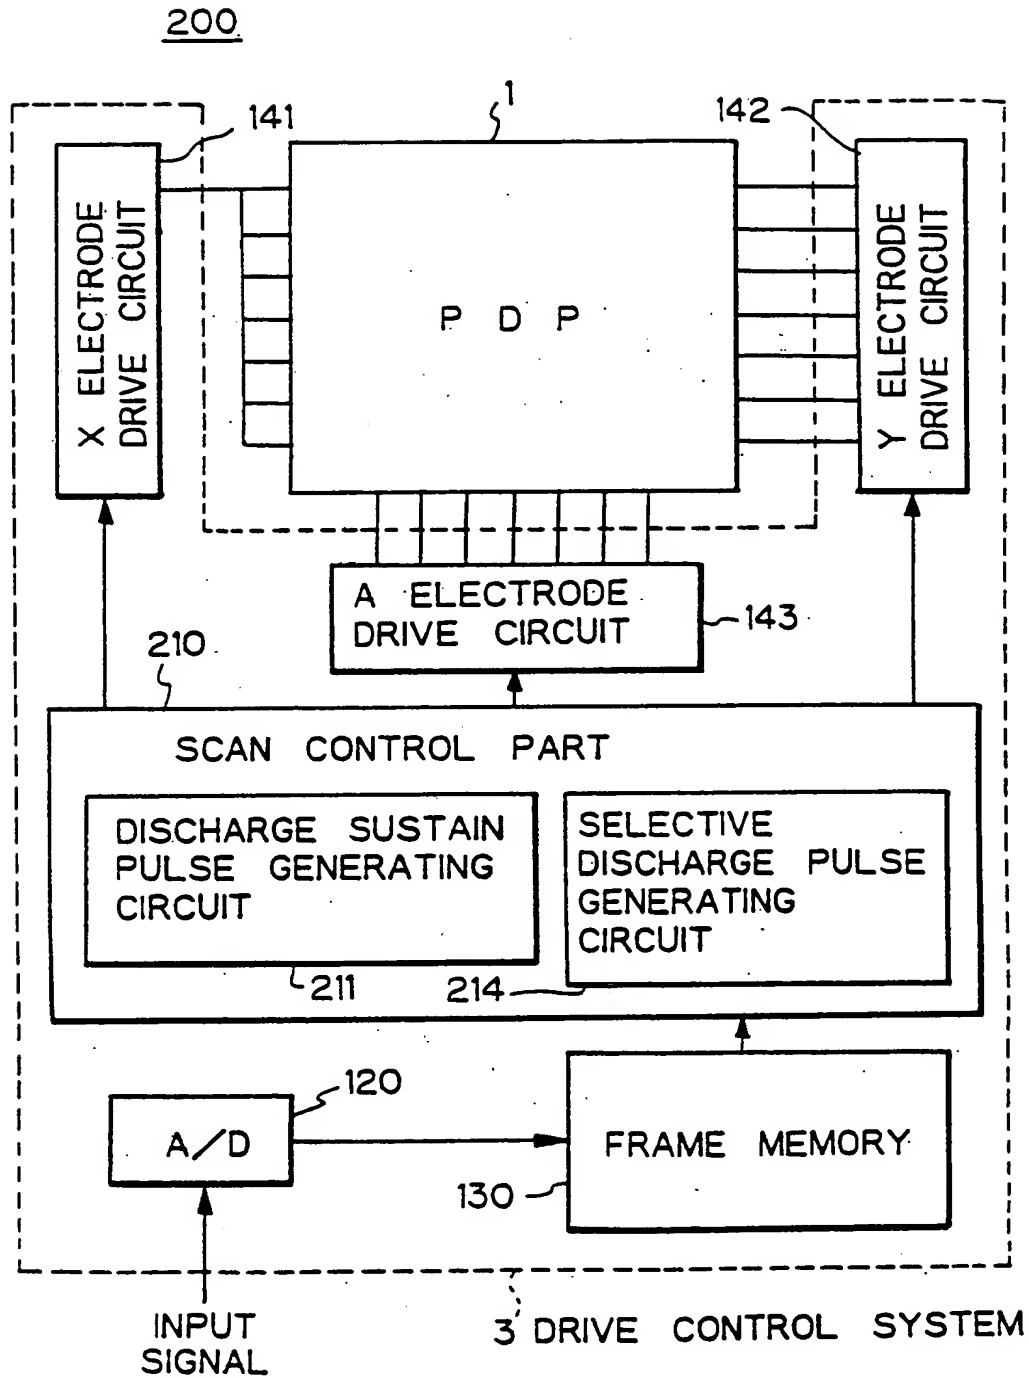 200
141
1
142
X ELECTRODE
DRIVE CIRCUIT
P D P
Y ELECTRODE
DRIVE CIRCUIT
A ELECTRODE
DRIVE CIRCUIT
143
210
SCAN CONTROL PART
DISCHARGE SUSTAIN
PULSE GENERATING
CIRCUIT
211
SELECTIVE
DISCHARGE PULSE
GENERATING
CIRCUIT
214
120
A/D
FRAME MEMORY
130
INPUT
SIGNAL
3 DRIVE CONTROL SYSTEM